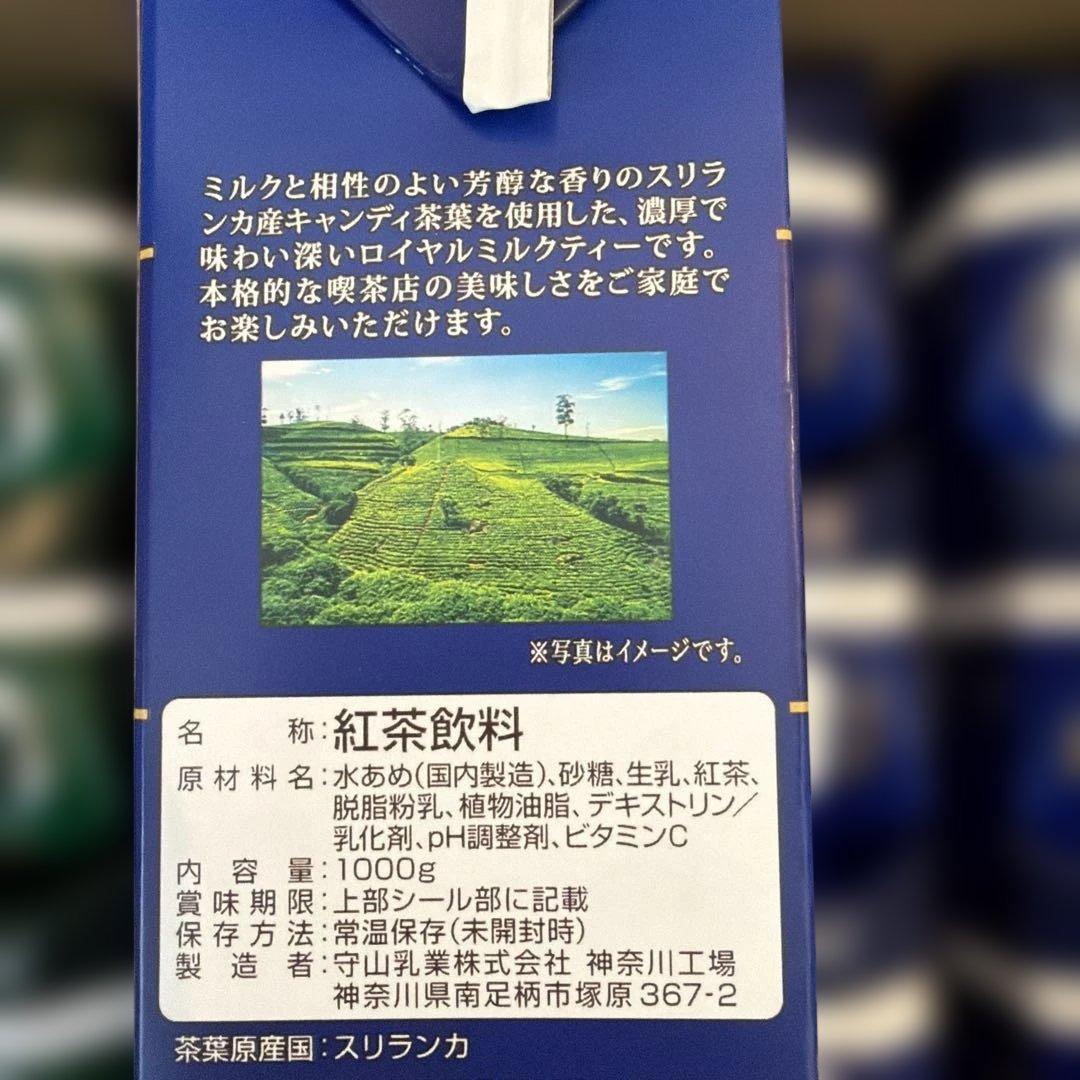 ミルクと相性のよい芳醇な香りのスリラ
ンカ産キャンディ茶葉を使用した、濃厚で
味わい深いロイヤルミルクティーです。
本格的な喫茶店の美味しさをご家庭で
お楽しみいただけます。
※写真はイメージです。
名称：紅茶飲料
原材料名：水あめ（国内製造）、砂糖、生乳、紅茶、
脱脂粉乳、植物油脂、デキストリン／
乳化剤、pH調整剤、ビタミンC
内容量：1000g
賞味期限：上部シール部に記載
保存方法：常温保存（未開封時）
製造者：守山乳業株式会社 神奈川工場
神奈川県南足柄市塚原367-2
茶葉原産国：スリランカ